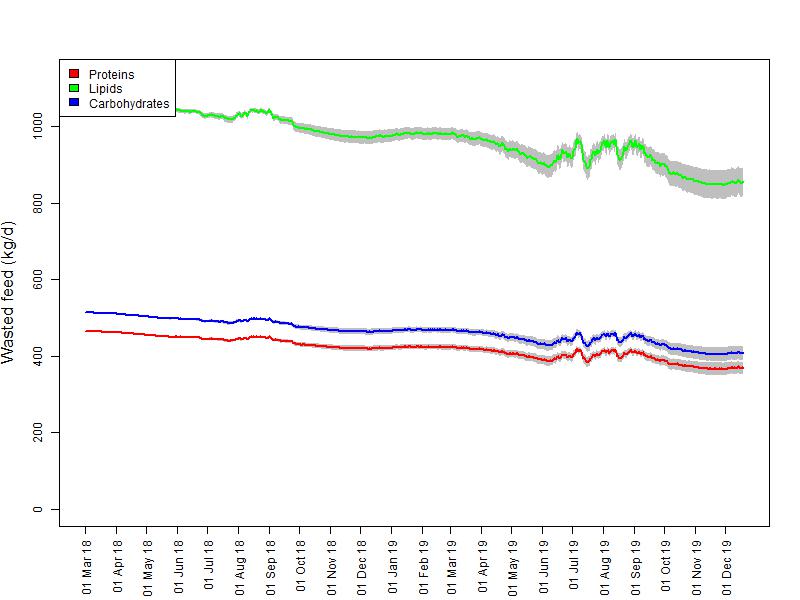 Proteins
Lipids
Carbohydrates
Wasted feed (kg/d)
1000
800
600
400
200
0
01 Mar 18
01 Apr 18
01 May 18
01 Jun 18
01 Jul 18
01 Aug 18
01 Sep 18
01 Oct 18
01 Nov 18
01 Dec 18
01 Jan 19
01 Feb 19
01 Mar 19
01 Apr 19
01 May 19
01 Jun 19
01 Jul 19
01 Aug 19
01 Sep 19
01 Oct 19
01 Nov 19
01 Dec 19